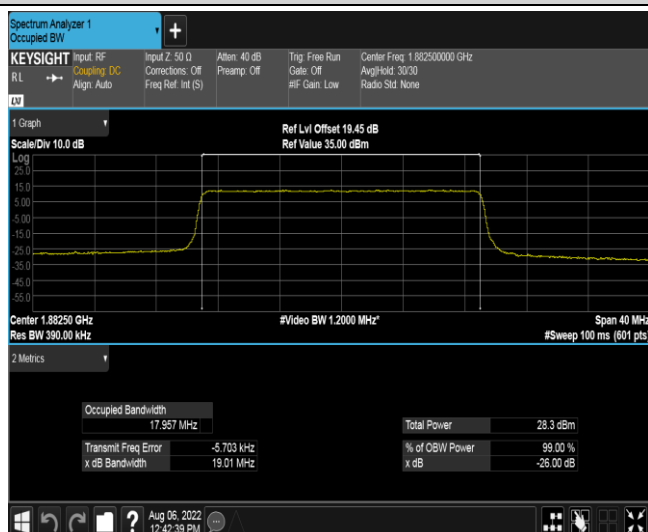 Spectrum Analyzer 1
Occupied BW
+
KEYSIGHT
RL
LXI
Input: RF
Coupling: DC
Align: Auto
Input Z: 50 Ω
Corrections: Off
Freq Ref: Int (S)
Atten: 40 dB
Preamp: Off
Trig: Free Run
Gate: Off
#IF Gain: Low
Center Freq: 1.882500000 GHz
Avg|Hold: 30/30
Radio Std: None
1 Graph
Scale/Div 10.0 dB
Ref Lvl Offset 19.45 dB
Ref Value 35.00 dBm
Log
25.0
15.0
5.00
-5.00
-15.0
-25.0
-35.0
-45.0
-55.0
Center 1.88250 GHz
Res BW 390.00 kHz
#Video BW 1.2000 MHz*
Span 40 MHz
#Sweep 100 ms (601 pts)
2 Metrics
Occupied Bandwidth
17.957 MHz
Transmit Freq Error -5.703 kHz
x dB Bandwidth 19.01 MHz
Total Power 28.3 dBm
% of OBW Power 99.00 %
x dB -26.00 dB
?
Aug 06, 2022
12:42:39 PM